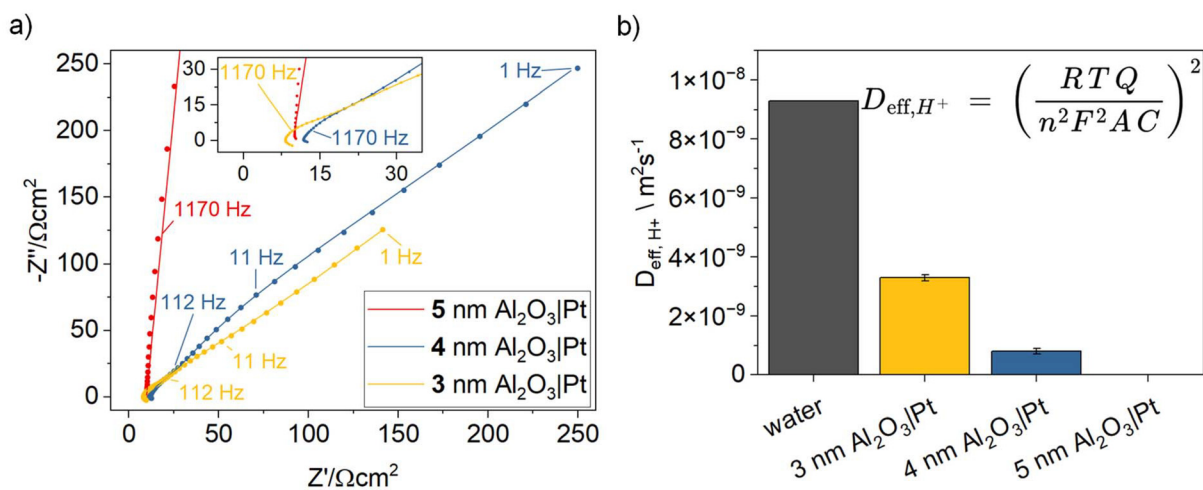 a)
-Z''/Ωcm²
250
200
150
100
50
0
0
50
100
150
200
250
Z'/Ωcm²
30
15
0
0
15
30
1170 Hz
1170 Hz
1170 Hz
1 Hz
11 Hz
112 Hz
1 Hz
11 Hz
112 Hz
5 nm Al₂O₃|Pt
4 nm Al₂O₃|Pt
3 nm Al₂O₃|Pt
b)
D_eff, H+ \ m²s⁻¹
1×10⁻⁸
8×10⁻⁹
6×10⁻⁹
4×10⁻⁹
2×10⁻⁹
0
D_eff,H⁺ = (RTQ / n²F²AC)²
water
3 nm Al₂O₃|Pt
4 nm Al₂O₃|Pt
5 nm Al₂O₃|Pt